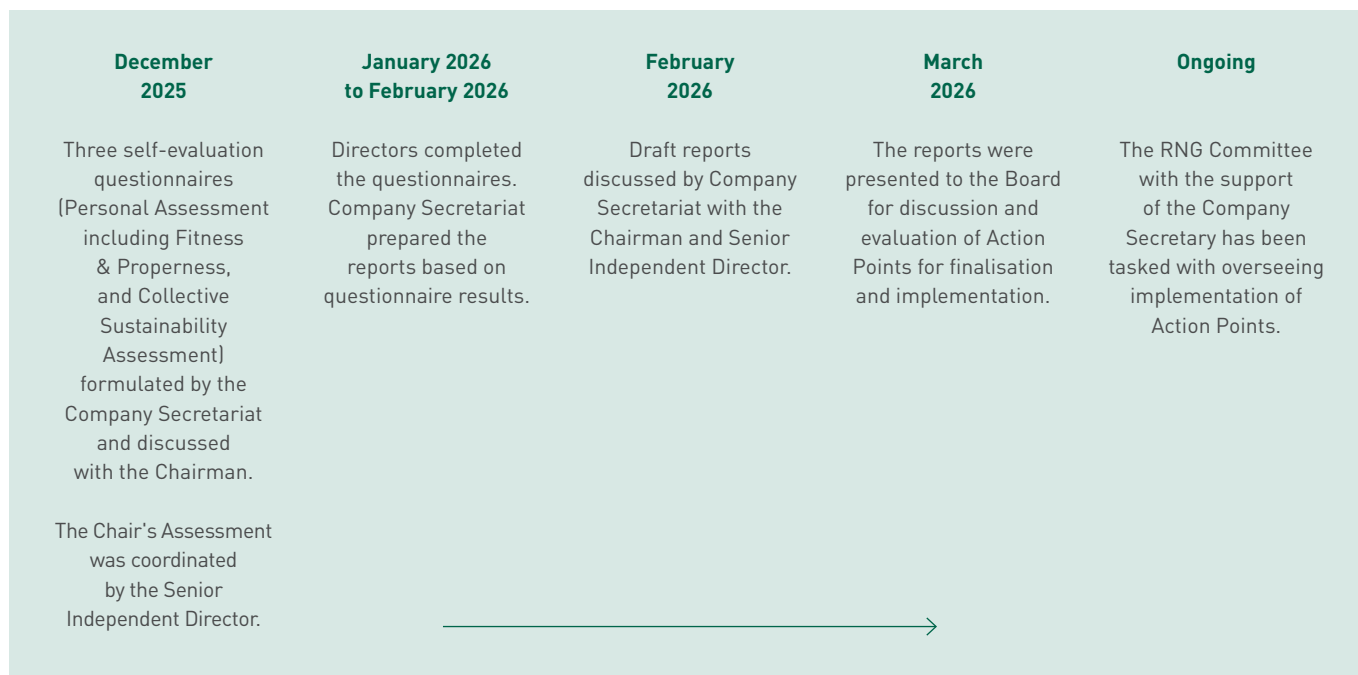 December
2025
Three self-evaluation
questionnaires
(Personal Assessment
including Fitness
& Properness,
and Collective
Sustainability
Assessment)
formulated by the
Company Secretariat
and discussed
with the Chairman.
The Chair's Assessment
was coordinated
by the Senior
Independent Director.
January 2026
to February 2026
Directors completed
the questionnaires.
Company Secretariat
prepared the
reports based on
questionnaire results.
February
2026
Draft reports
discussed by Company
Secretariat with the
Chairman and Senior
Independent Director.
March
2026
The reports were
presented to the Board
for discussion and
evaluation of Action
Points for finalisation
and implementation.
Ongoing
The RNG Committee
with the support
of the Company
Secretary has been
tasked with overseeing
implementation of
Action Points.